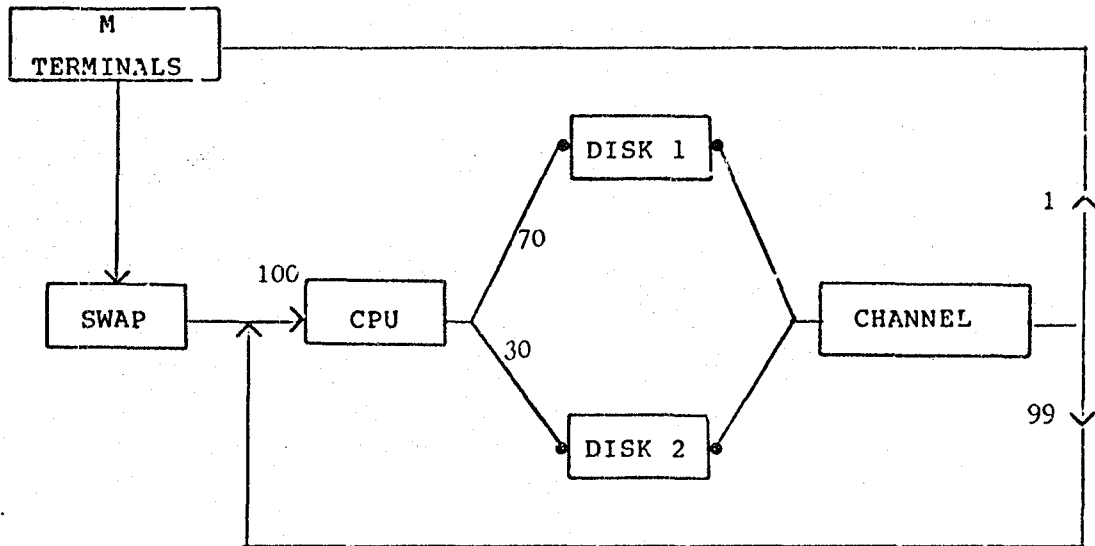 M
TERMINALS
DISK 1
1
70
100
SWAP
CPU
CHANNEL
30
99
DISK 2